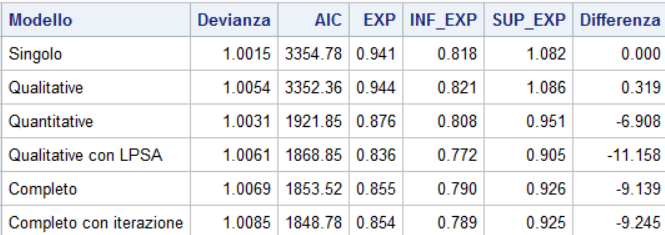 Modello Devianza AIC EXP INF_EXP SUP_EXP Differenza
Singolo 1.0015 3354.78 0.941 0.818 1.082 0.000
Qualitative 1.0054 3352.36 0.944 0.821 1.086 0.319
Quantitative 1.0031 1921.85 0.876 0.808 0.951 -6.908
Qualitative con LPSA 1.0061 1868.85 0.836 0.772 0.905 -11.158
Completo 1.0069 1853.52 0.855 0.790 0.926 -9.139
Completo con iterazione 1.0085 1848.78 0.854 0.789 0.925 -9.245